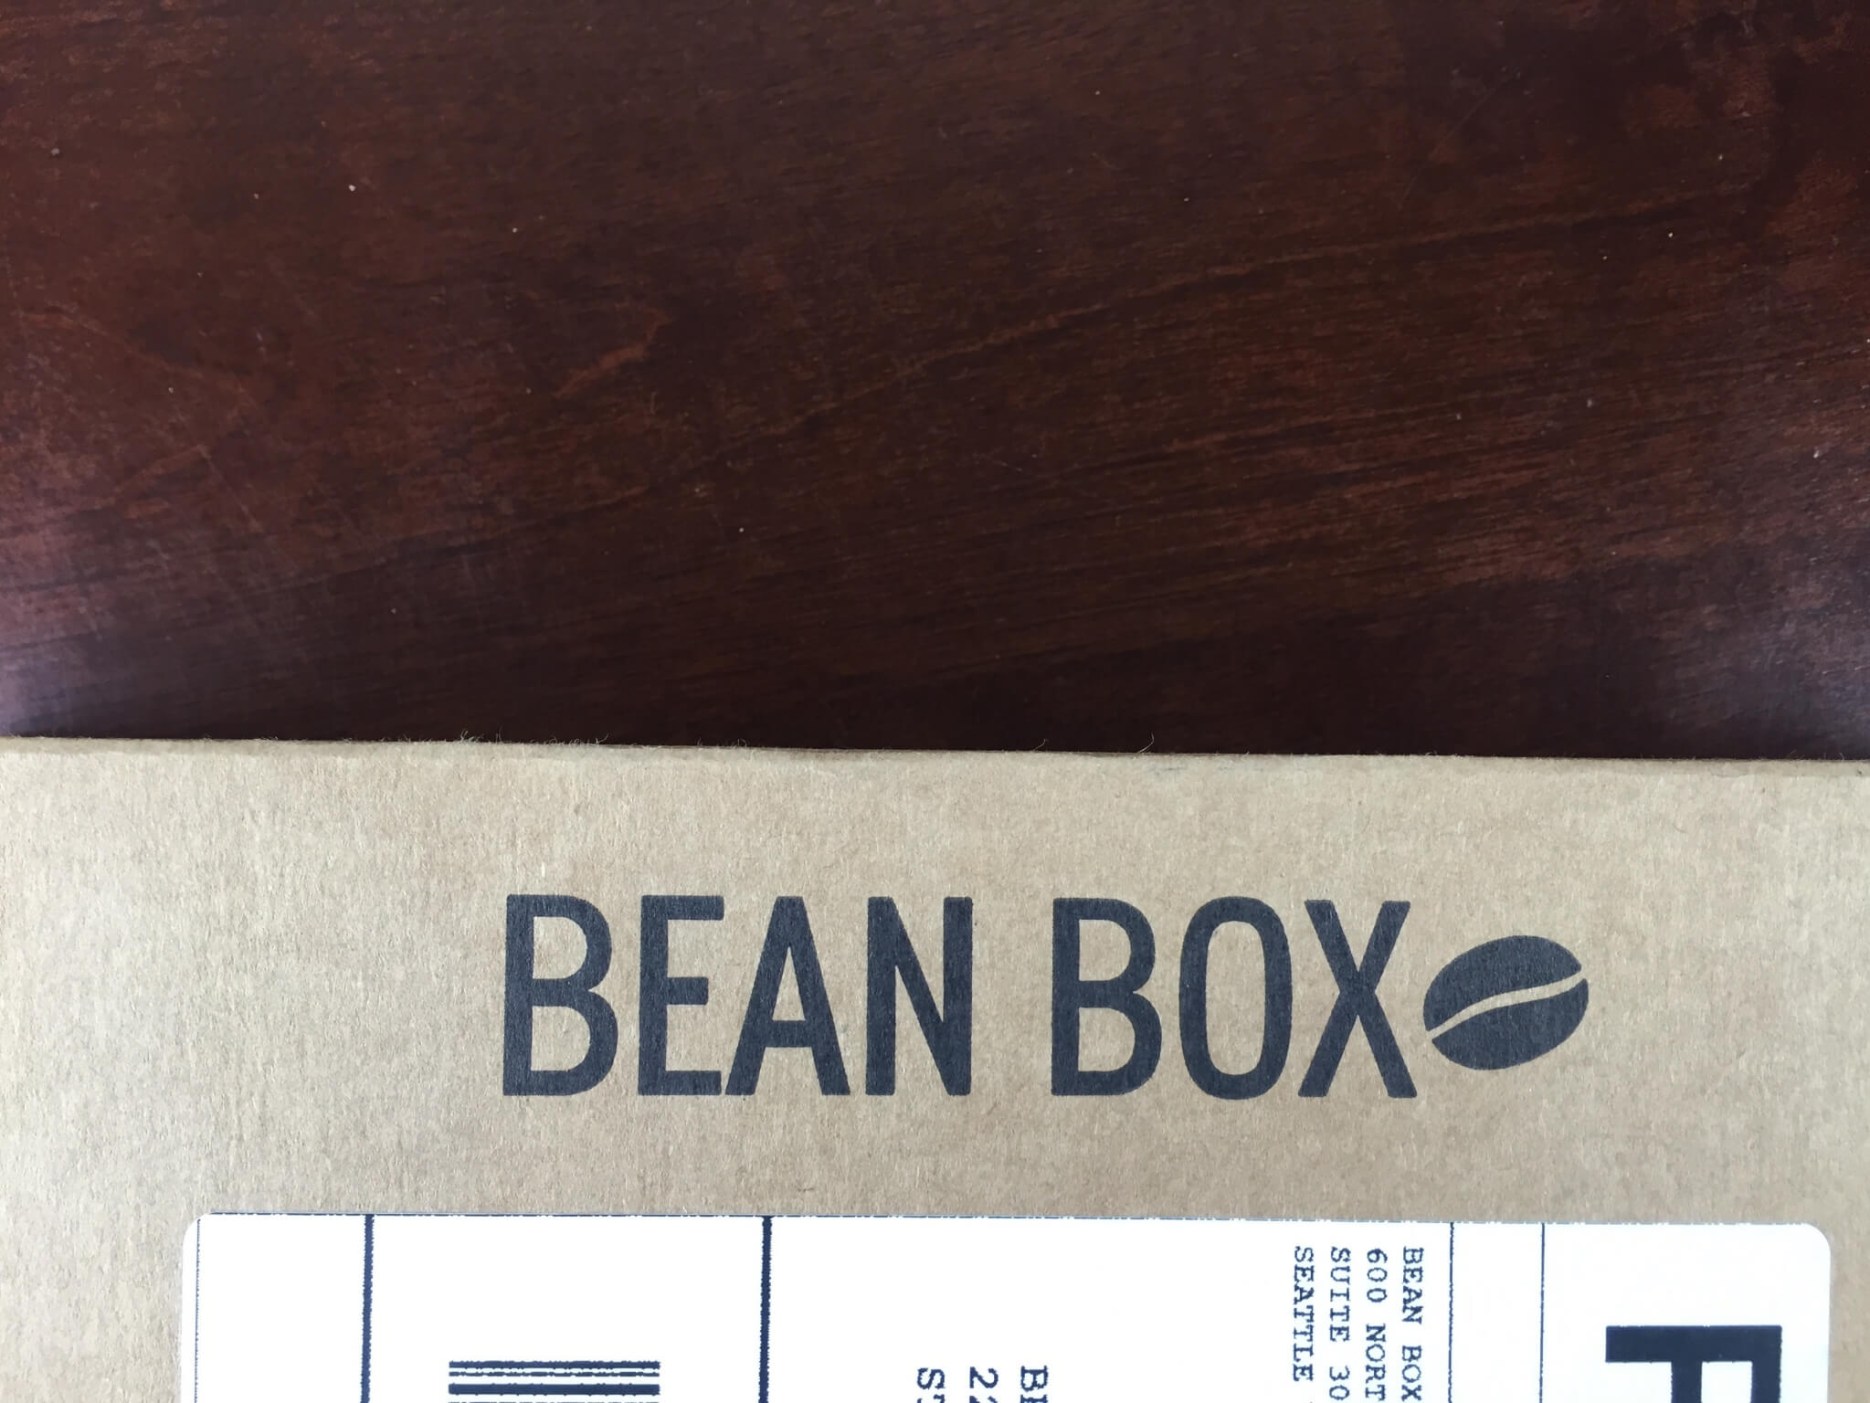 BEAN BOX
F
BEAN BOX
600 NORT
SUITE 30
SEATTLE